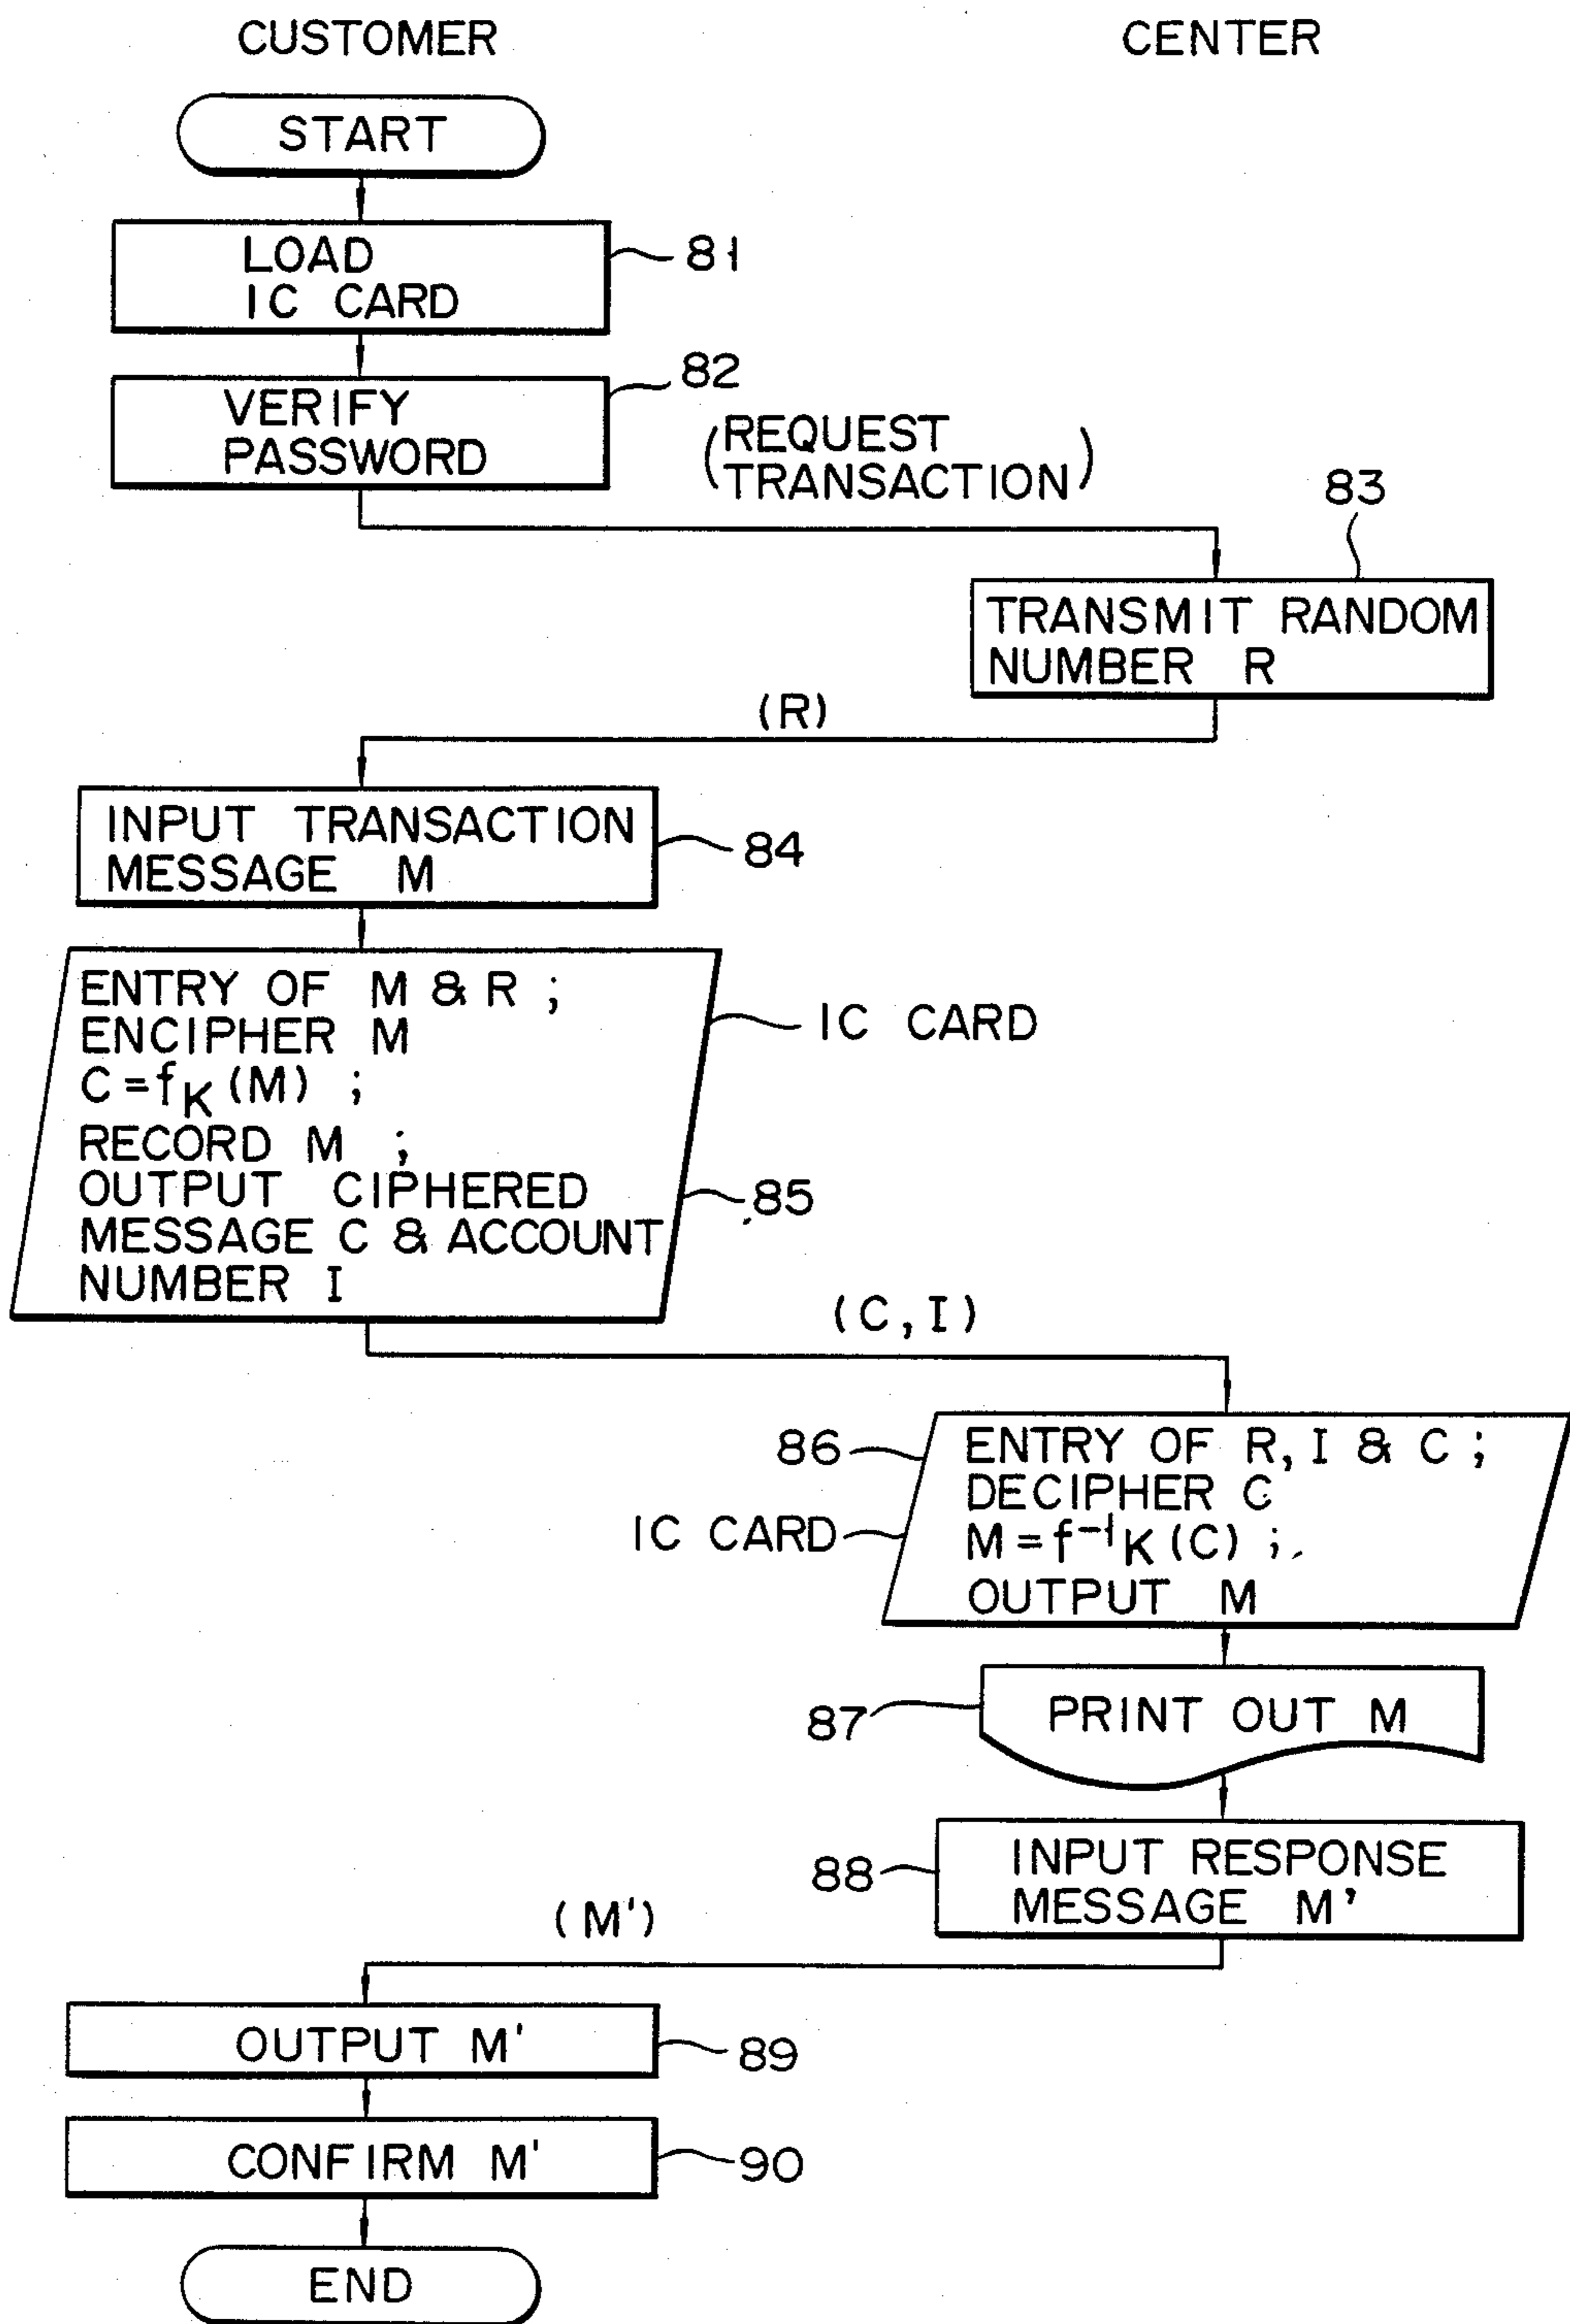 CUSTOMER
CENTER
START
LOAD
IC CARD
81
VERIFY
PASSWORD
82
(REQUEST
TRANSACTION)
83
TRANSMIT RANDOM
NUMBER R
(R)
INPUT TRANSACTION
MESSAGE M
84
ENTRY OF M & R ;
ENCIPHER M
C=fK(M) ;
RECORD M ;
OUTPUT CIPHERED
MESSAGE C & ACCOUNT
NUMBER I
IC CARD
85
(C, I)
86
IC CARD
ENTRY OF R, I & C ;
DECIPHER C
M=f⁻¹K(C) ;
OUTPUT M
87
PRINT OUT M
88
INPUT RESPONSE
MESSAGE M'
(M')
OUTPUT M'
89
CONFIRM M'
90
END